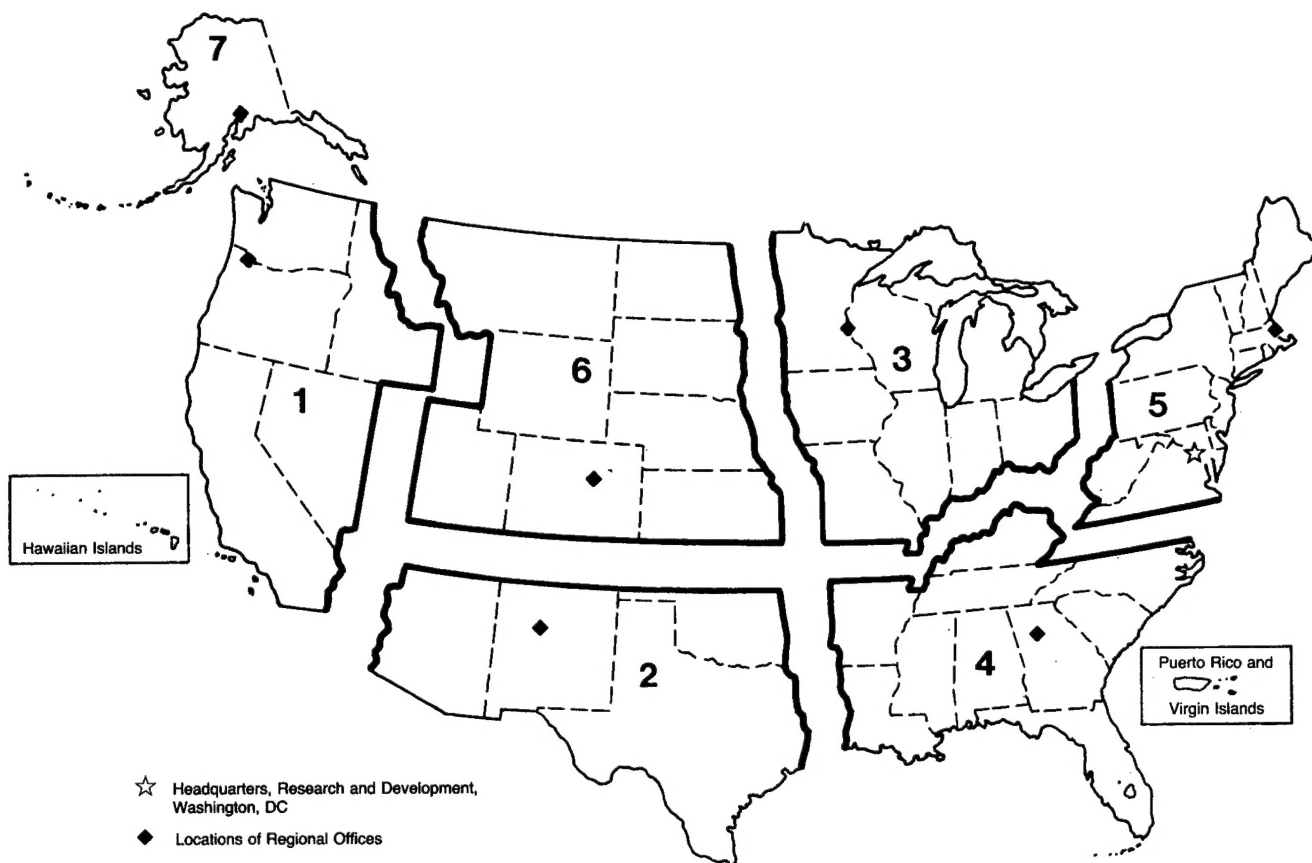 7
6
3
1
5
Hawaiian Islands
2
4
Puerto Rico and
Virgin Islands
Headquarters, Research and Development,
Washington, DC
Locations of Regional Offices